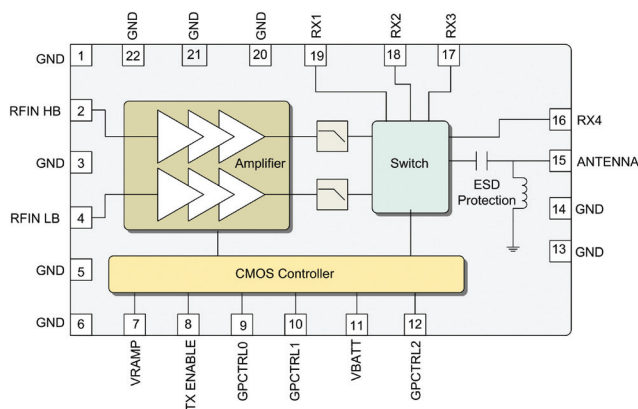 GND GND GND RX1 RX2 RX3
GND 1 22 21 20 19 18 17
RFIN HB 2
16 RX4
Amplifier
Switch
GND 3
15 ANTENNA
ESD
Protection
RFIN LB 4
14 GND
13 GND
GND 5
CMOS Controller
GND 6 7 8 9 10 11 12
VRAMP TX ENABLE GPCTRL0 GPCTRL1 VBATT GPCTRL2